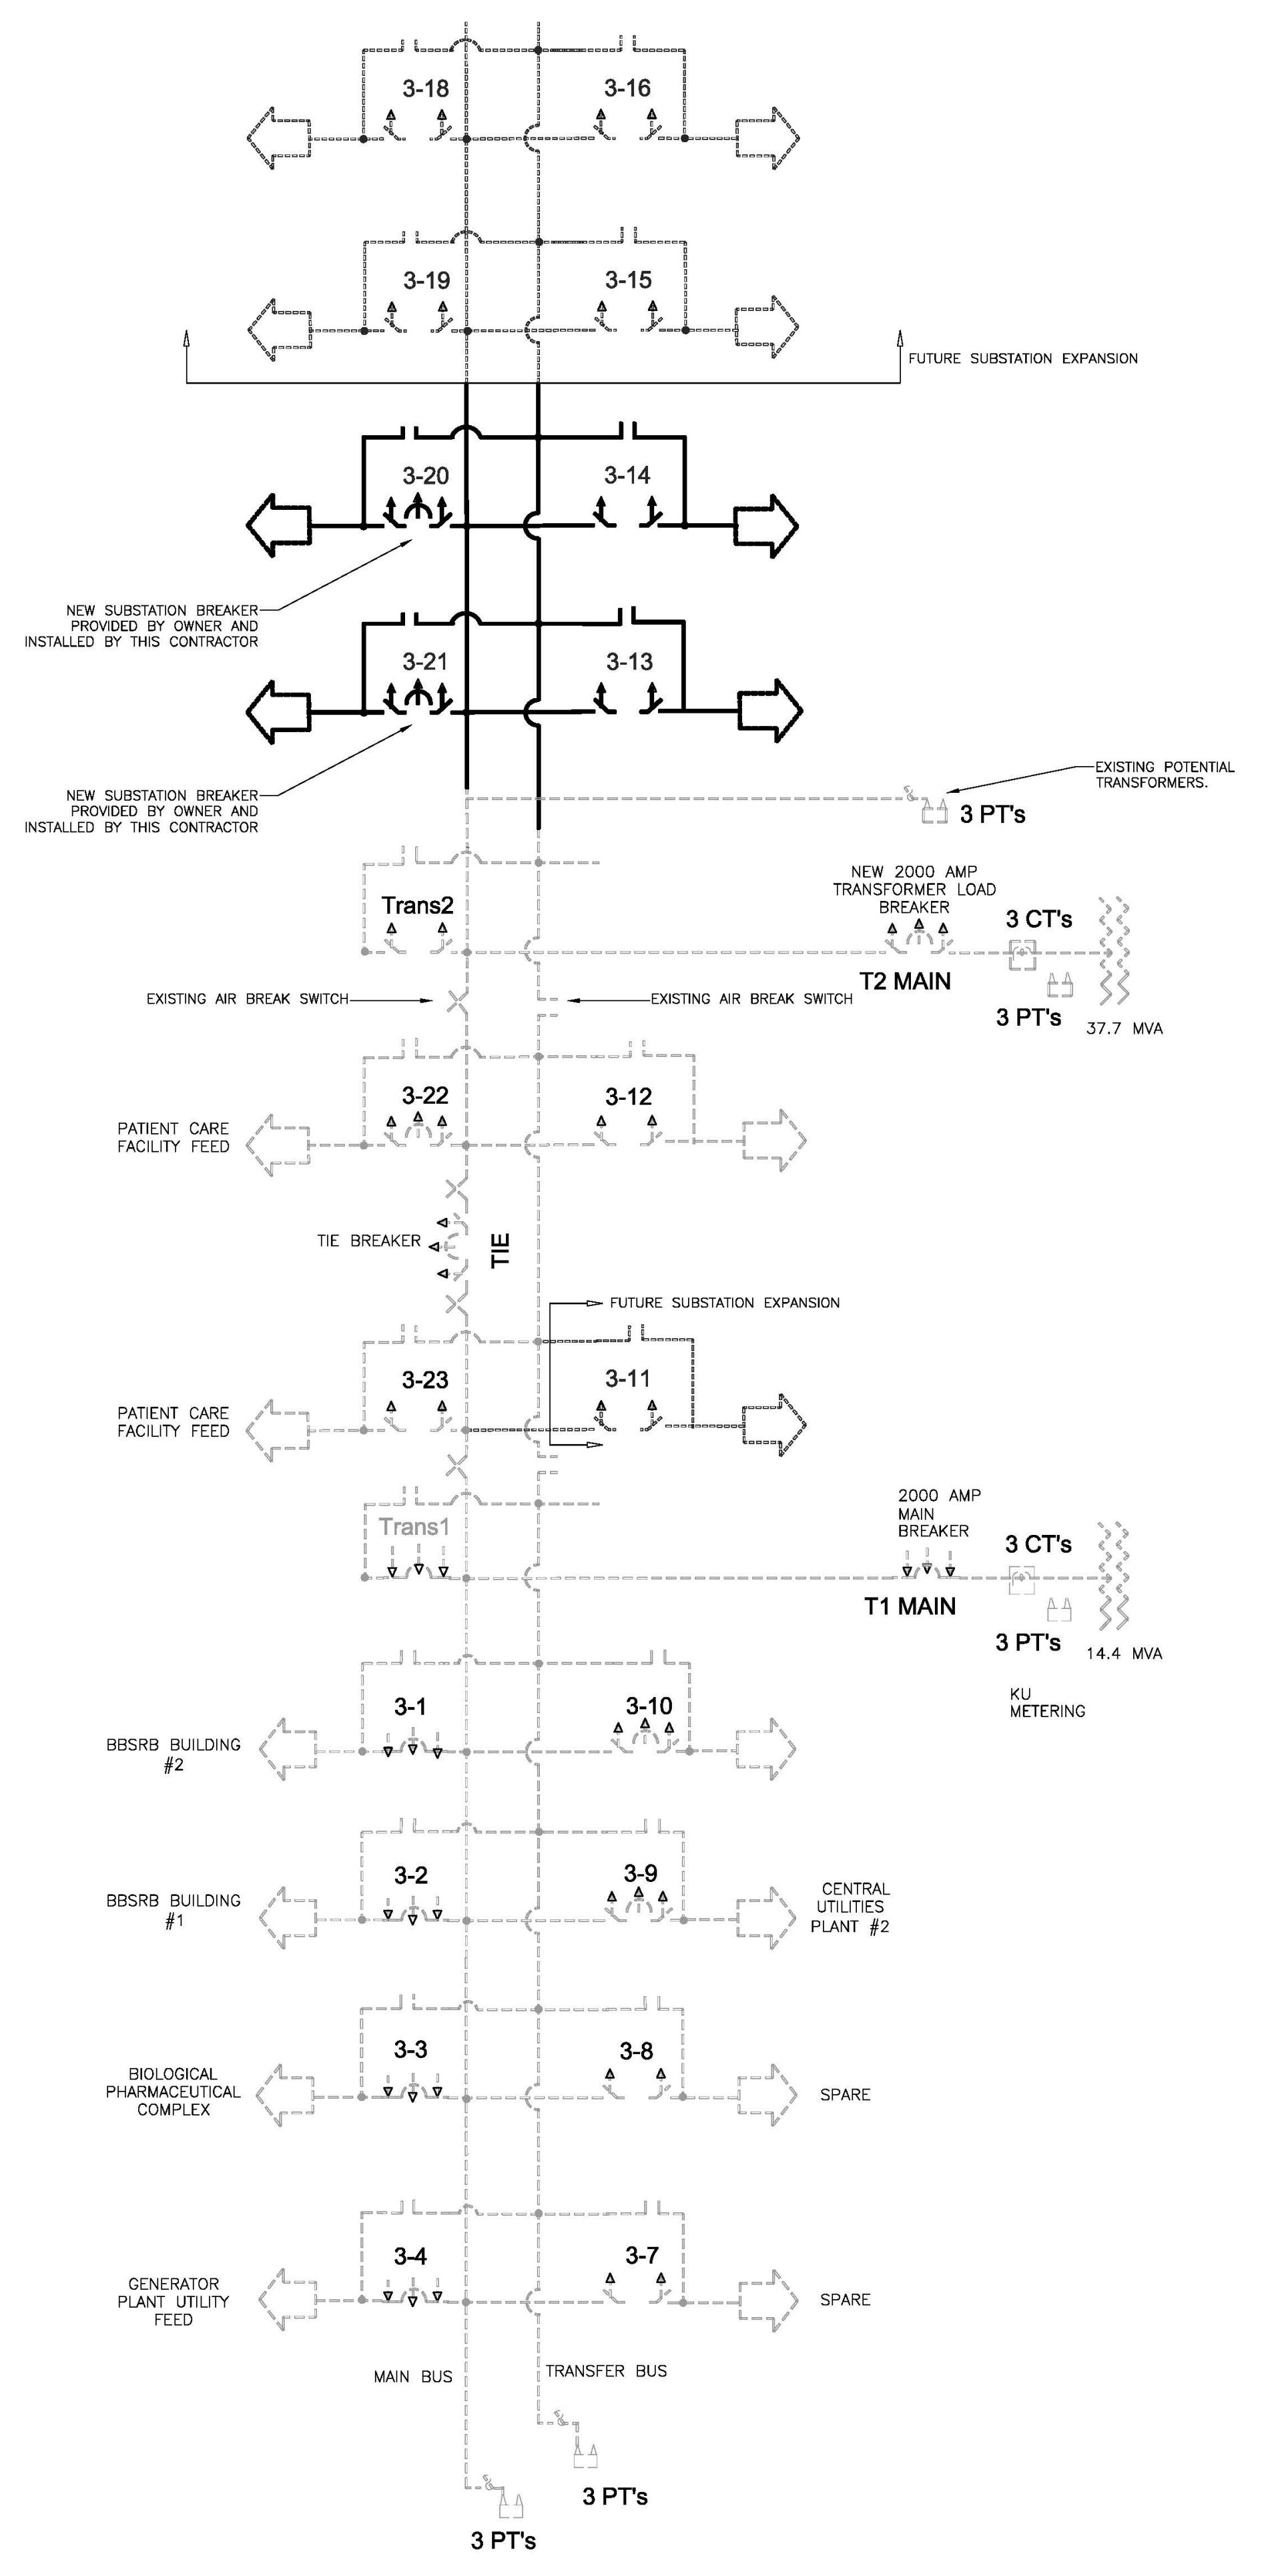 3-18
3-16
3-19
3-15
FUTURE SUBSTATION EXPANSION
3-20
3-14
NEW SUBSTATION BREAKER
PROVIDED BY OWNER AND
INSTALLED BY THIS CONTRACTOR
3-21
3-13
EXISTING POTENTIAL
TRANSFORMERS.
NEW SUBSTATION BREAKER
PROVIDED BY OWNER AND
INSTALLED BY THIS CONTRACTOR
3 PT's
NEW 2000 AMP
TRANSFORMER LOAD
BREAKER
Trans2
3 CT's
T2 MAIN
EXISTING AIR BREAK SWITCH
EXISTING AIR BREAK SWITCH
3 PT's
37.7 MVA
3-22
3-12
PATIENT CARE
FACILITY FEED
TIE BREAKER
TIE
FUTURE SUBSTATION EXPANSION
3-23
3-11
PATIENT CARE
FACILITY FEED
2000 AMP
MAIN
BREAKER
Trans1
3 CT's
T1 MAIN
3 PT's
14.4 MVA
KU
METERING
3-1
3-10
BBSRB BUILDING
#2
3-2
3-9
BBSRB BUILDING
#1
CENTRAL
UTILITIES
PLANT #2
3-3
3-8
BIOLOGICAL
PHARMACEUTICAL
COMPLEX
SPARE
3-4
3-7
GENERATOR
PLANT UTILITY
FEED
SPARE
MAIN BUS
TRANSFER BUS
3 PT's
3 PT's